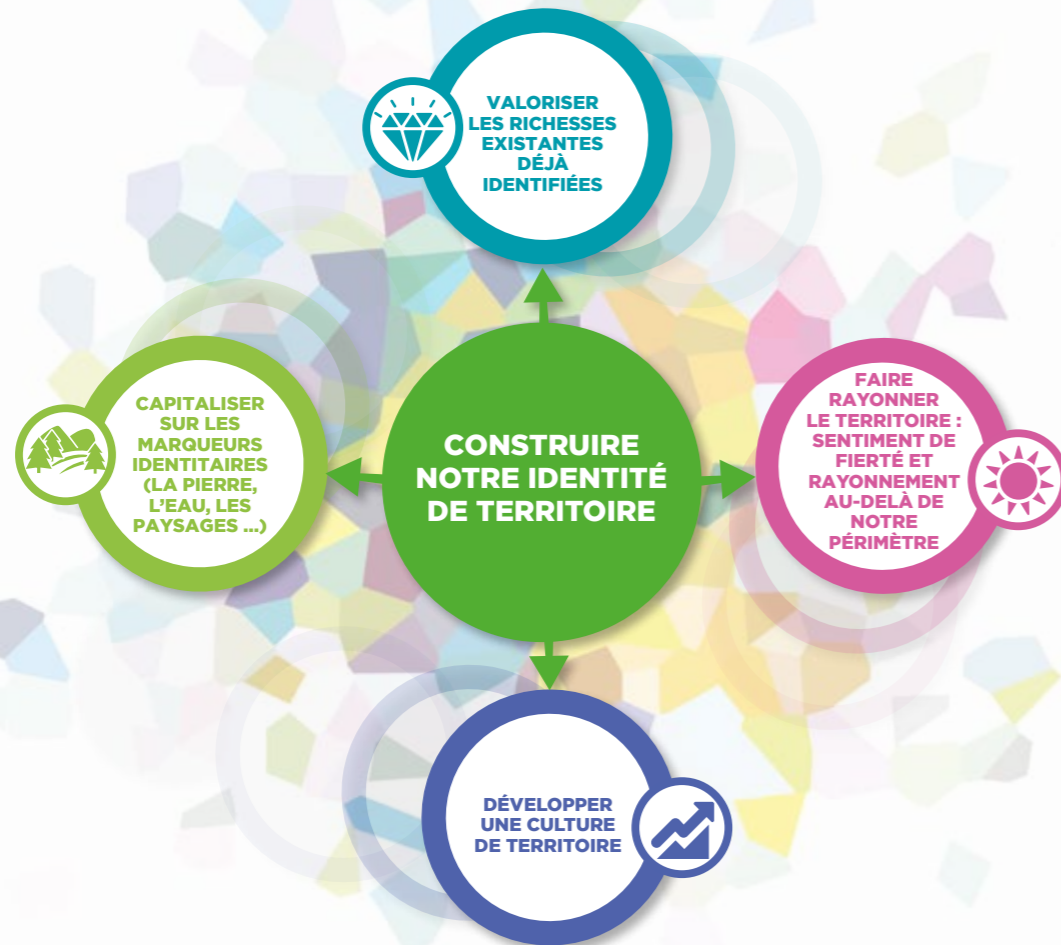 VALORISER
LES RICHESSES
EXISTANTES
DÉJÀ
IDENTIFIÉES
CAPITALISER
SUR LES
MARQUEURS
IDENTITAIRES
(LA PIERRE,
L'EAU, LES
PAYSAGES ...)
CONSTRUIRE
NOTRE IDENTITÉ
DE TERRITOIRE
FAIRE
RAYONNER
LE TERRITOIRE :
SENTIMENT DE
FIERTÉ ET
RAYONNEMENT
AU-DELÀ DE
NOTRE
PÉRIMÈTRE
DÉVELOPPER
UNE CULTURE
DE TERRITOIRE